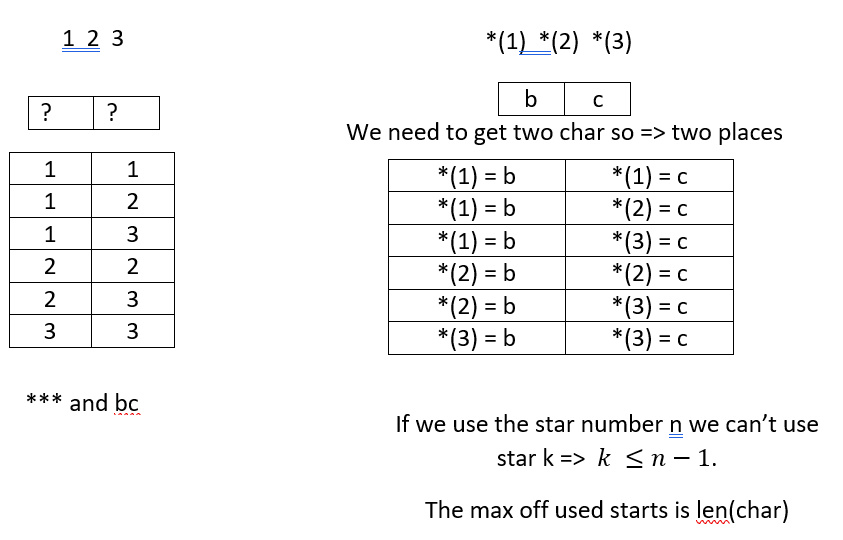 1 2 3
? ?
1 1
1 2
1 3
2 2
2 3
3 3
*** and bc
*(1) *(2) *(3)
b c
We need to get two char so => two places
*(1) = b *(1) = c
*(1) = b *(2) = c
*(1) = b *(3) = c
*(2) = b *(2) = c
*(2) = b *(3) = c
*(3) = b *(3) = c
If we use the star number n we can’t use
star k => k ≤ n − 1.
The max off used starts is len(char)